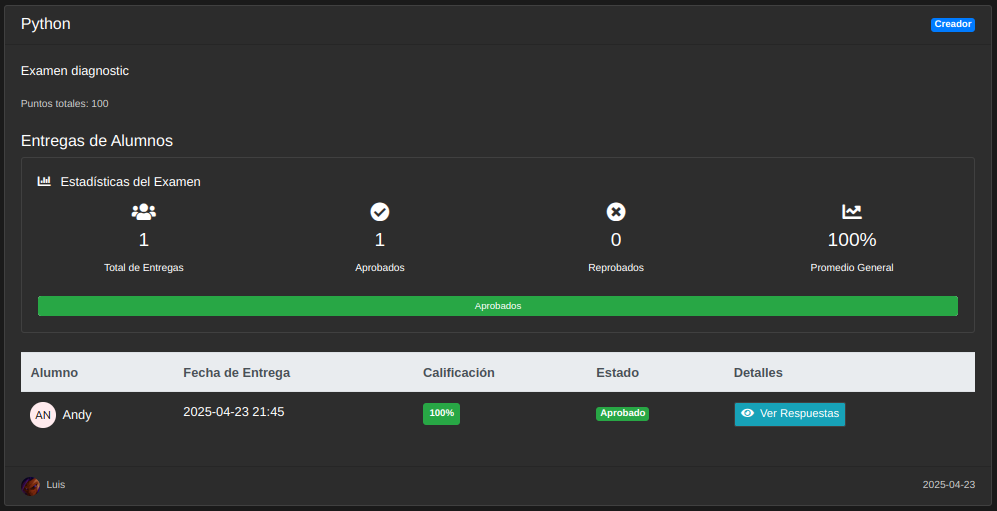 Python
Creador
Examen diagnostic
Puntos totales: 100
Entregas de Alumnos
Estadísticas del Examen
1
1
0
100%
Total de Entregas
Aprobados
Reprobados
Promedio General
Aprobados
Alumno
Fecha de Entrega
Calificación
Estado
Detalles
AN
Andy
2025-04-23 21:45
100%
Aprobado
Ver Respuestas
Luis
2025-04-23